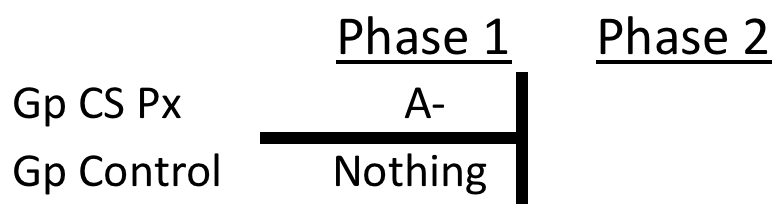 Phase 1 Phase 2
Gp CS Px A-
Gp Control Nothing